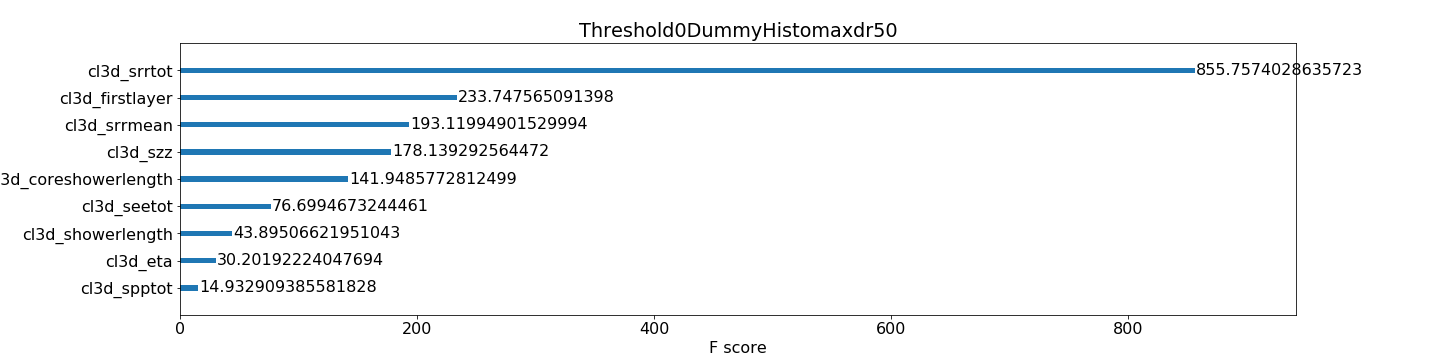 Threshold0DummyHistomaxdr50
cl3d_srrtot 855.7574028635723
cl3d_firstlayer 233.747565091398
cl3d_srrmean 193.11994901529994
cl3d_szz 178.139292564472
3d_coreshowerlength 141.9485772812499
cl3d_seetot 76.6994673244461
cl3d_showerlength 43.89506621951043
cl3d_eta 30.20192224047694
cl3d_spptot 14.932909385581828
0 200 400 600 800
F score